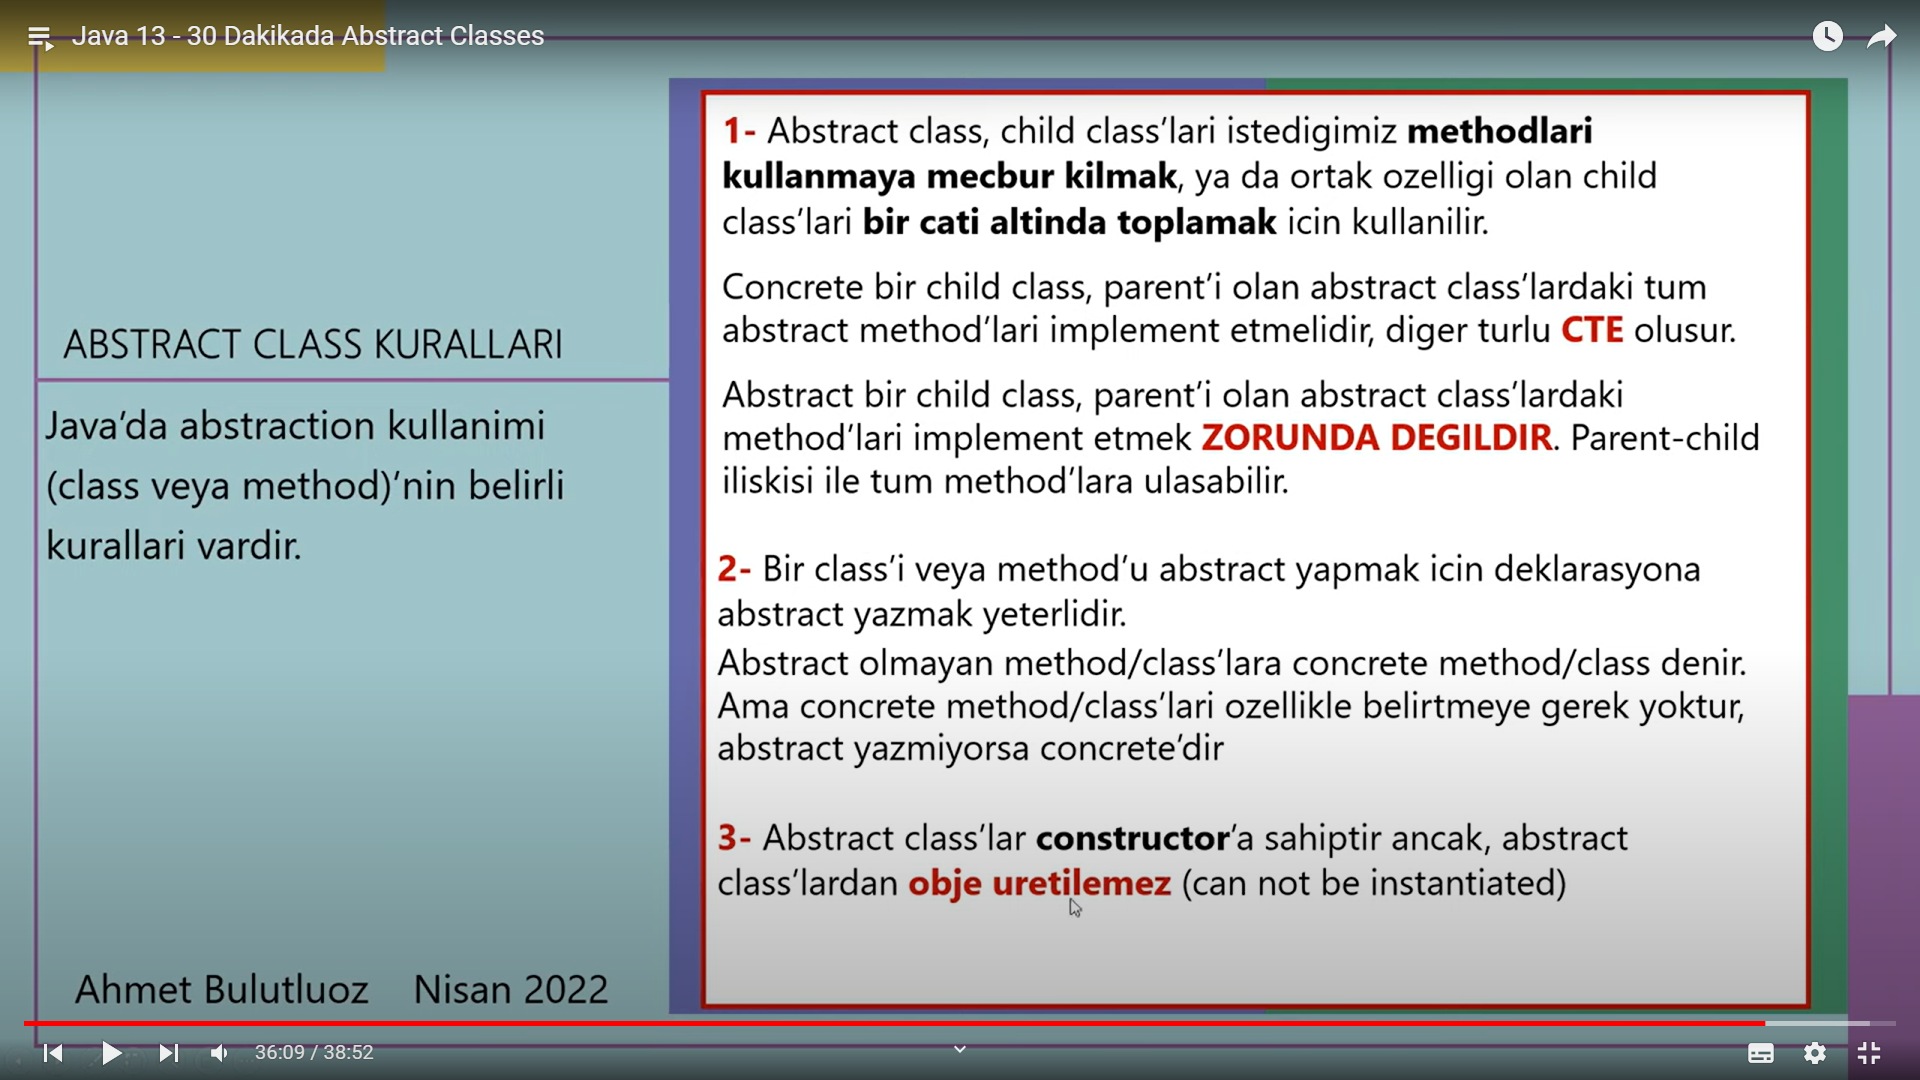 Java 13 - 30 Dakikada Abstract Classes
ABSTRACT CLASS KURALLARI
Java’da abstraction kullanimi
(class veya method)’nin belirli
kurallari vardir.
Ahmet Bulutluoz Nisan 2022
1- Abstract class, child class’lari istedigimiz methodlari
kullanmaya mecbur kilmak, ya da ortak ozelligi olan child
class’lari bir cati altinda toplamak icin kullanilir.
Concrete bir child class, parent’i olan abstract class’lardaki tum
abstract method’lari implement etmelidir, diger turlu CTE olusur.
Abstract bir child class, parent’i olan abstract class’lardaki
method’lari implement etmek ZORUNDA DEGILDIR. Parent-child
iliskisi ile tum method’lara ulasabilir.
2- Bir class’i veya method’u abstract yapmak icin deklarasyona
abstract yazmak yeterlidir.
Abstract olmayan method/class’lara concrete method/class denir.
Ama concrete method/class’lari ozellikle belirtmeye gerek yoktur,
abstract yazmiyorsa concrete’dir
3- Abstract class’lar constructor’a sahiptir ancak, abstract
class’lardan obje uretilemez (can not be instantiated)
36:09 / 38:52